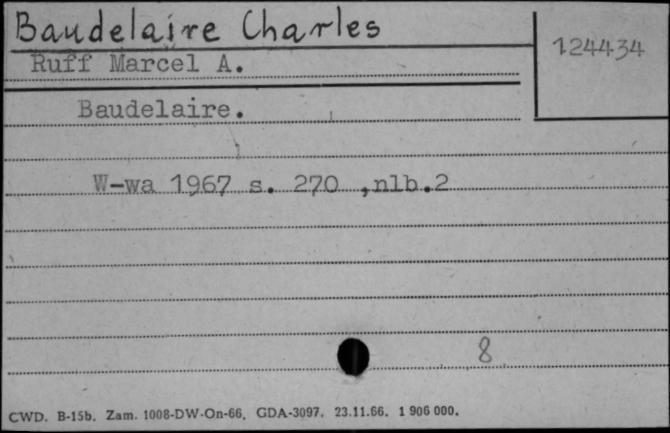 Baudelaire Charles
124434
Ruff Marcel A.
Baudelaire.
W-wa 1967 s. 270 ,nlb.2
8
CWD. B-15b. Zam. 1008-DW-On-66. GDA-3097. 23.11.66. 1 906 000.